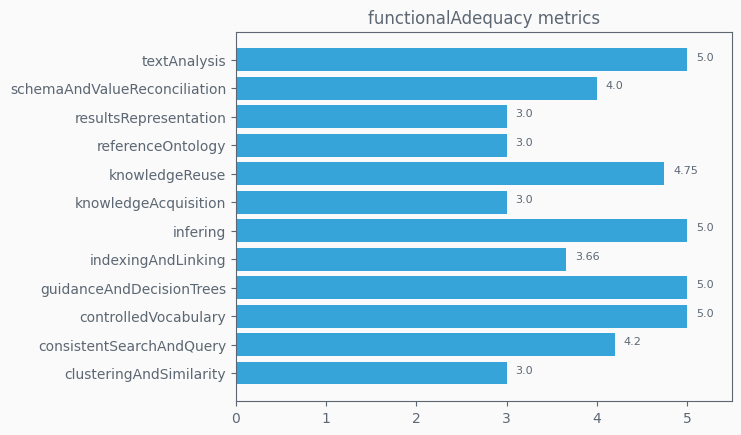 functionalAdequacy metrics
textAnalysis 5.0
schemaAndValueReconciliation 4.0
resultsRepresentation 3.0
referenceOntology 3.0
knowledgeReuse 4.75
knowledgeAcquisition 3.0
infering 5.0
indexingAndLinking 3.66
guidanceAndDecisionTrees 5.0
controlledVocabulary 5.0
consistentSearchAndQuery 4.2
clusteringAndSimilarity 3.0
0 1 2 3 4 5